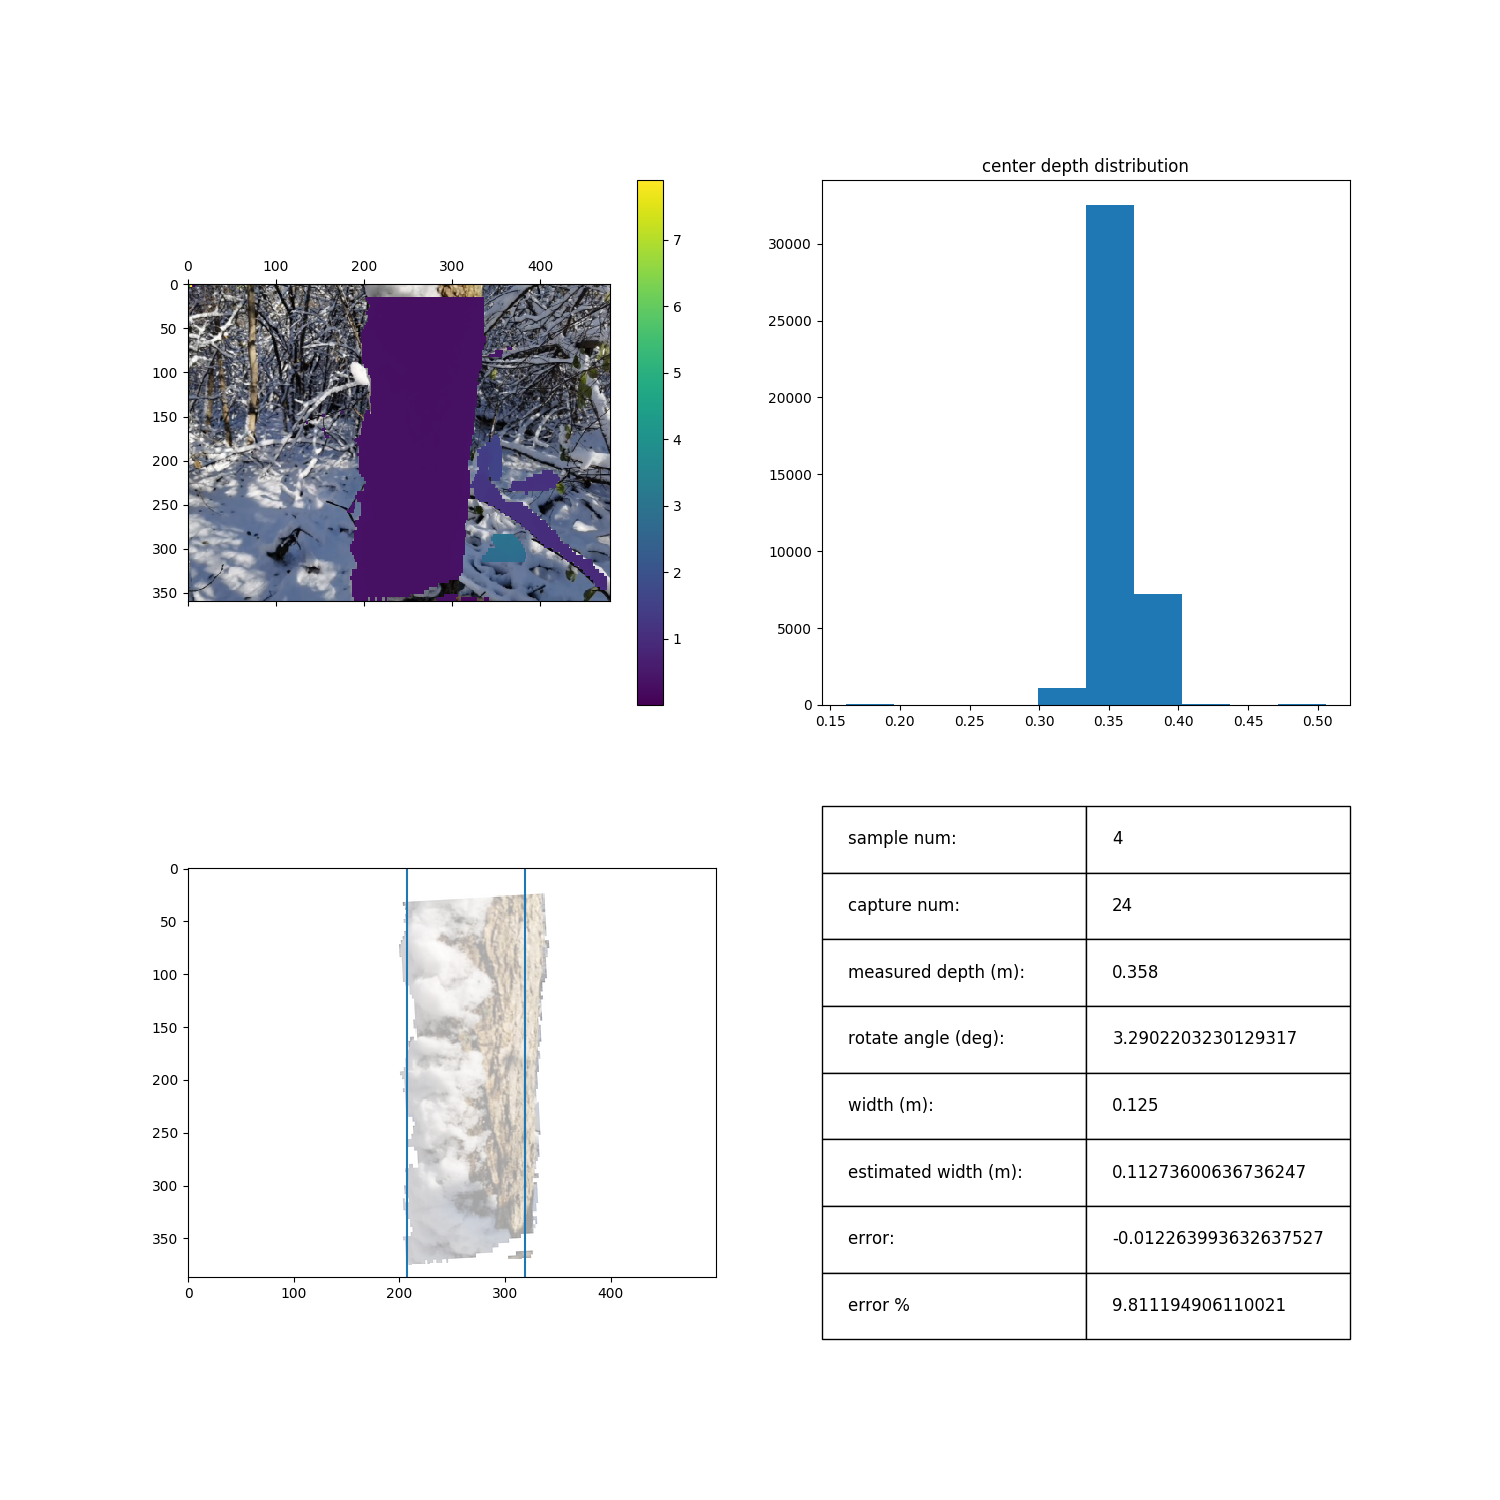 0 100 200 300 400
0
50
100
150
200
250
300
350
7
6
5
4
3
2
1
center depth distribution
30000
25000
20000
15000
10000
5000
0
0.15 0.20 0.25 0.30 0.35 0.40 0.45 0.50
0
50
100
150
200
250
300
350
0 100 200 300 400
sample num: 4
capture num: 24
measured depth (m): 0.358
rotate angle (deg): 3.2902203230129317
width (m): 0.125
estimated width (m): 0.11273600636736247
error: -0.012263993632637527
error % 9.811194906110021